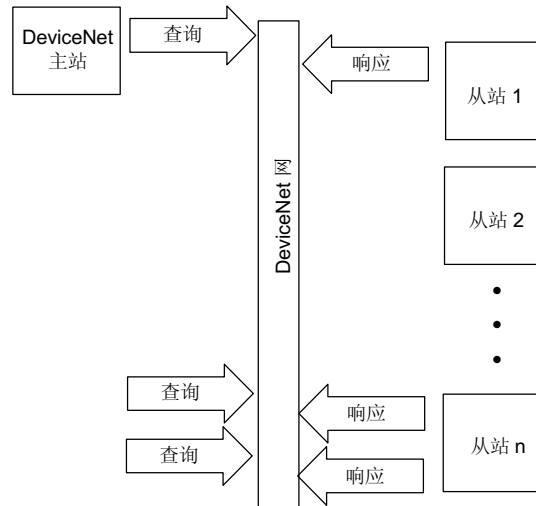 DeviceNet
主站
查询
响应
从站 1
DeviceNet 网
从站 2
查询
响应
从站 n
查询
响应